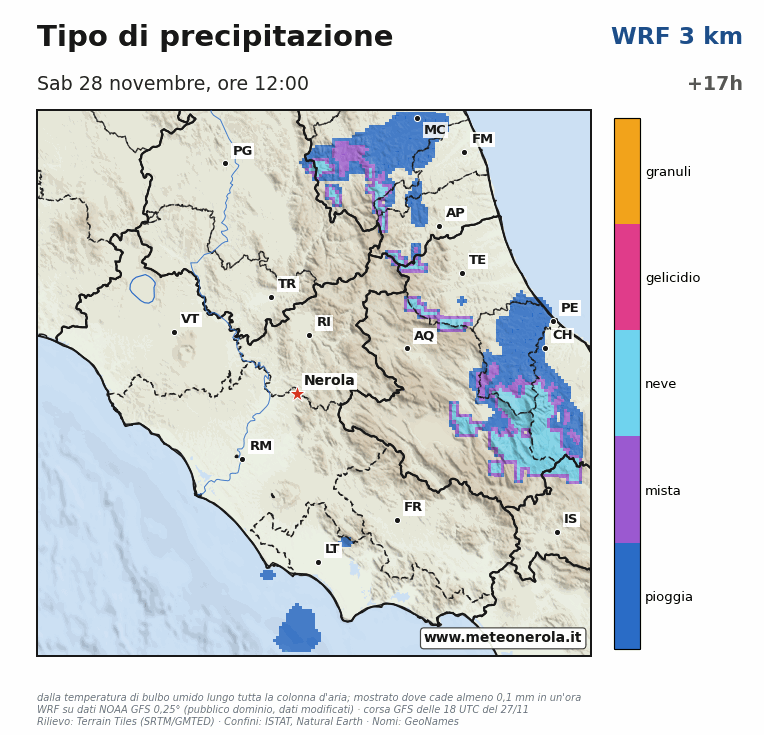 Tipo di precipitazione
WRF 3 km
Sab 28 novembre, ore 12:00
+17h
MC
FM
PG
AP
TE
TR
PE
VT
RI
AQ
CH
Nerola
RM
FR
IS
LT
www.meteonerola.it
granuli
gelicidio
neve
mista
pioggia
dalla temperatura di bulbo umido lungo tutta la colonna d'aria; mostrato dove cade almeno 0,1 mm in un'ora
WRF su dati NOAA GFS 0,25° (pubblico dominio, dati modificati) · corsa GFS delle 18 UTC del 27/11
Rilievo: Terrain Tiles (SRTM/GMTED) · Confini: ISTAT, Natural Earth · Nomi: GeoNames